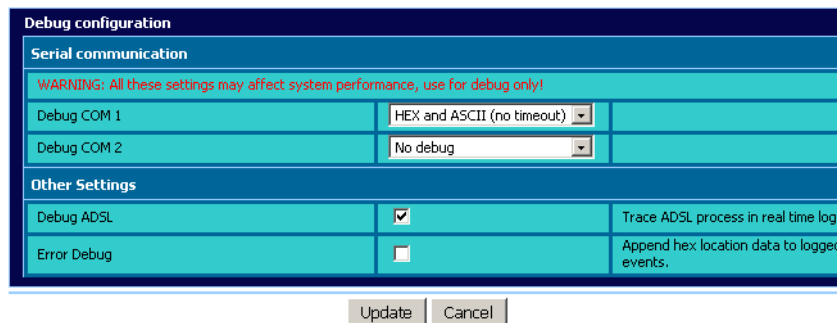 Debug configuration
Serial communication
WARNING: All these settings may affect system performance, use for debug only!
Debug COM 1 HEX and ASCII (no timeout)
Debug COM 2 No debug
Other Settings
Debug ADSL Trace ADSL process in real time log
Error Debug Append hex location data to logged
events.
Update Cancel